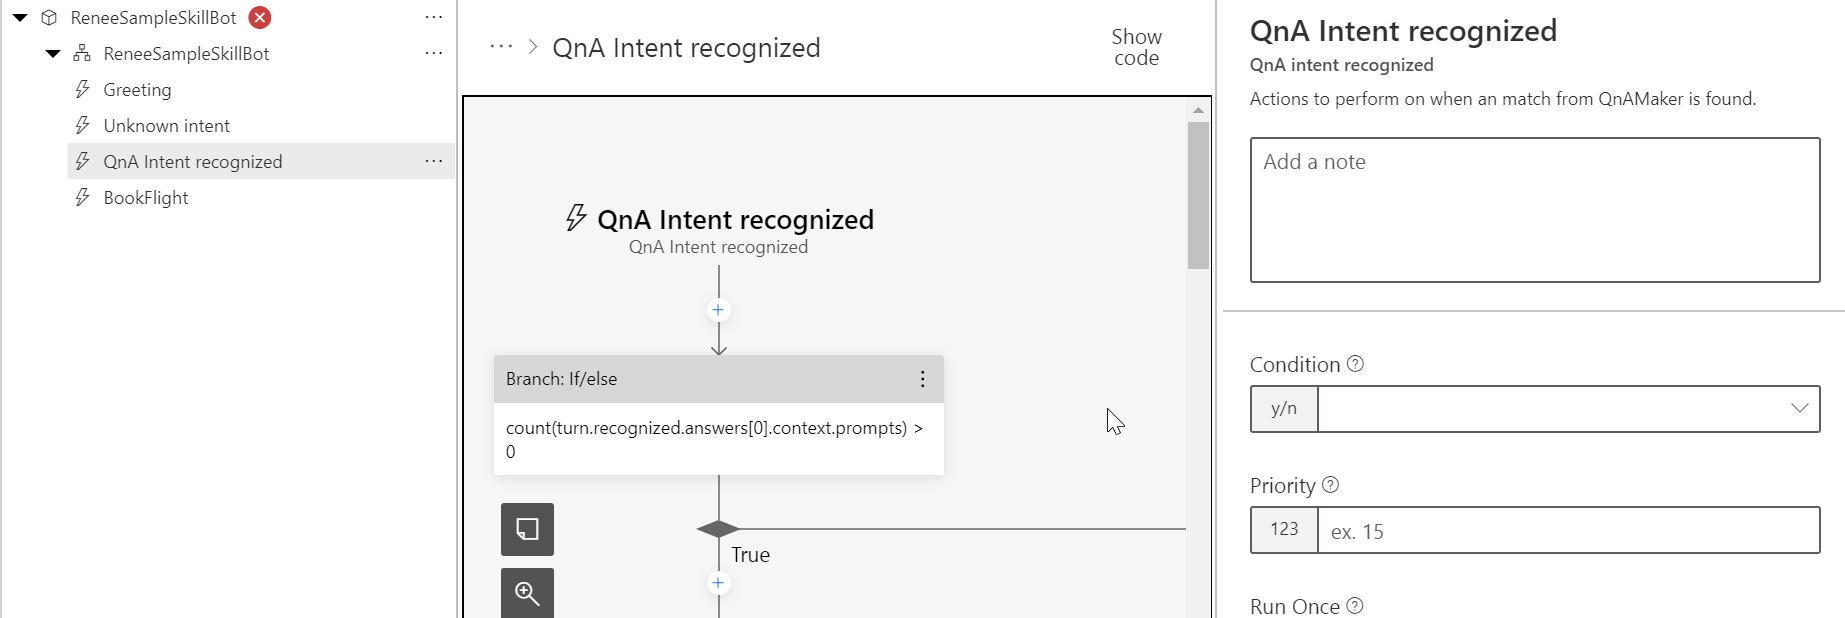 ReneeSampleSkillBot
ReneeSampleSkillBot
Greeting
Unknown intent
QnA Intent recognized
BookFlight
··· > QnA Intent recognized
Show
code
QnA Intent recognized
QnA Intent recognized
Branch: If/else
count(turn.recognized.answers[0].context.prompts) >
0
True
QnA Intent recognized
QnA intent recognized
Actions to perform on when an match from QnAMaker is found.
Add a note
Condition
y/n
Priority
123 ex. 15
Run Once